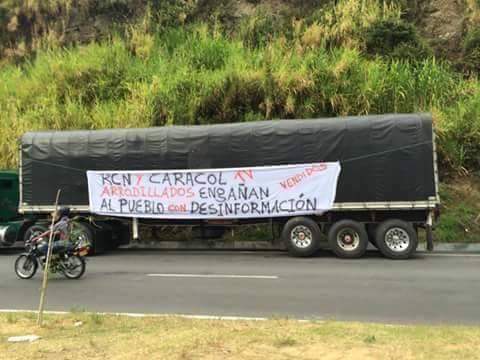 RCN Y CARACOL TV VENDIDOS
ARRODILLADOS ENGAÑAN
AL PUEBLO CON DESINFORMACIÓN